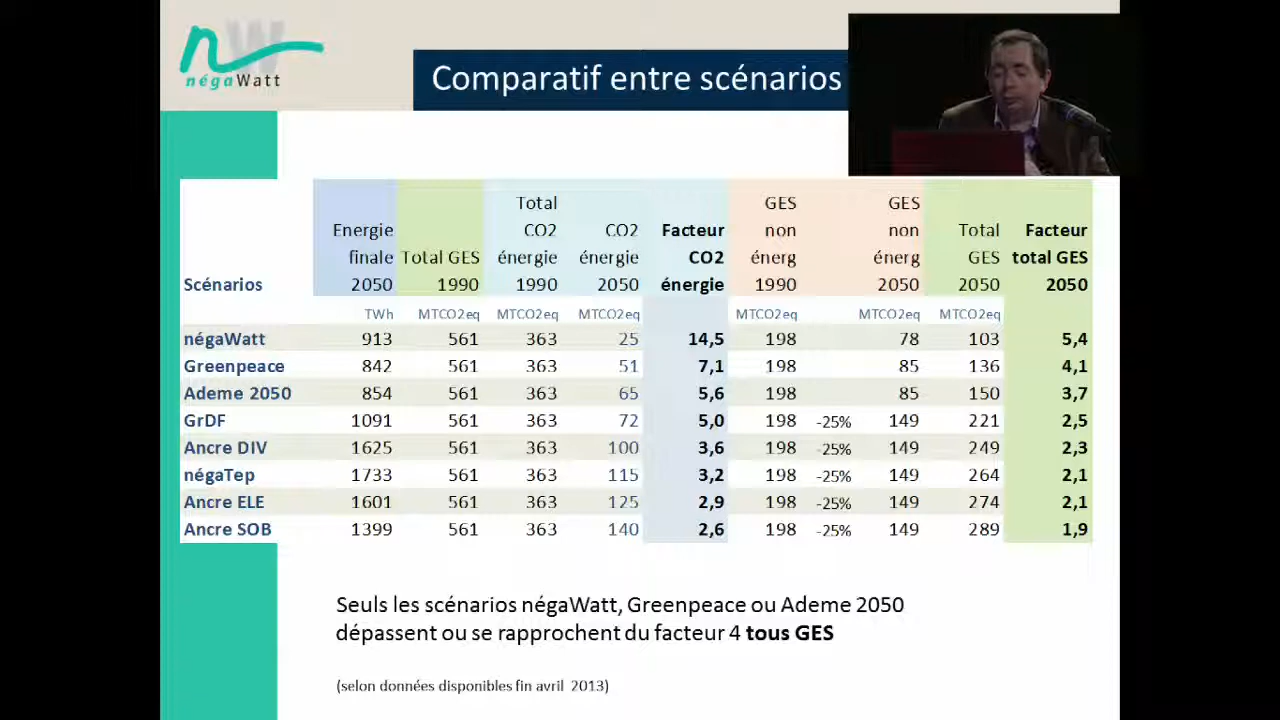 nW
négaWatt
Comparatif entre scénarios
Scénarios Energie finale 2050 Total GES 1990 Total CO2 énergie 1990 CO2 énergie 2050 Facteur CO2 énergie GES non énerg 1990 GES non énerg 2050 Total GES 2050 Facteur total GES 2050
TWh MTCO2eq MTCO2eq MTCO2eq MTCO2eq MTCO2eq MTCO2eq
négaWatt 913 561 363 25 14,5 198 78 103 5,4
Greenpeace 842 561 363 51 7,1 198 85 136 4,1
Ademe 2050 854 561 363 65 5,6 198 85 150 3,7
GrDF 1091 561 363 72 5,0 198 -25% 149 221 2,5
Ancre DIV 1625 561 363 100 3,6 198 -25% 149 249 2,3
négaTep 1733 561 363 115 3,2 198 -25% 149 264 2,1
Ancre ELE 1601 561 363 125 2,9 198 -25% 149 274 2,1
Ancre SOB 1399 561 363 140 2,6 198 -25% 149 289 1,9
Seuls les scénarios négaWatt, Greenpeace ou Ademe 2050
dépassent ou se rapprochent du facteur 4 tous GES
(selon données disponibles fin avril 2013)